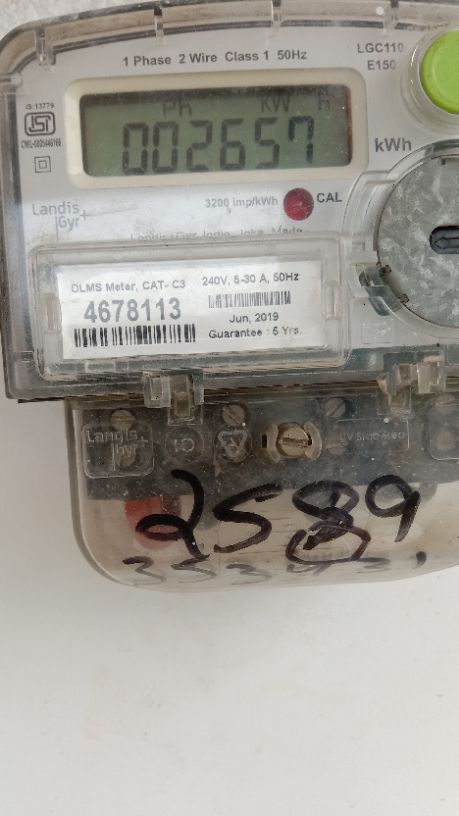 1 Phase 2 Wire Class 1 50Hz
LGC110
E150
IS:13779
Ph KW h
002657
kWh
Landis
Gyr+
3200 imp/kWh
CAL
DLMS Meter, CAT- C3 240V, 5-30 A, 50Hz
4678113
Jun, 2019
Guarantee : 5 Yrs.
Landis
Gyr+
2589